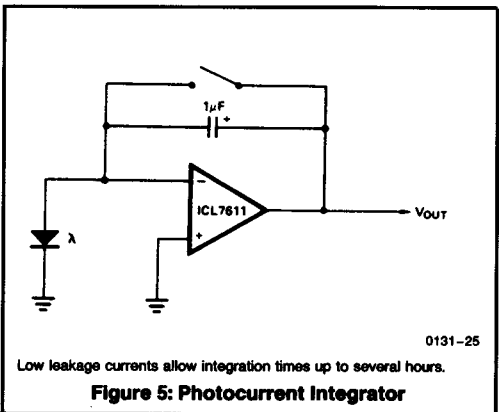 1µF
+
−
ICL7611
+
VOUT
λ
0131–25
Low leakage currents allow integration times up to several hours.
Figure 5: Photocurrent Integrator